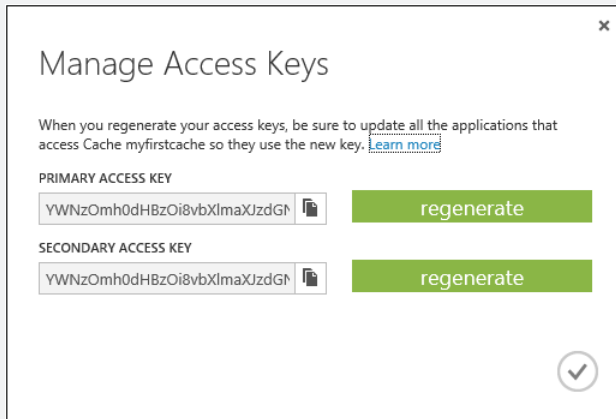 Manage Access Keys
When you regenerate your access keys, be sure to update all the applications that
access Cache myfirstcache so they use the new key. Learn more
PRIMARY ACCESS KEY
YWNzOmh0dHBzOi8vbXlmaXJzdGN
regenerate
SECONDARY ACCESS KEY
YWNzOmh0dHBzOi8vbXlmaXJzdGN
regenerate